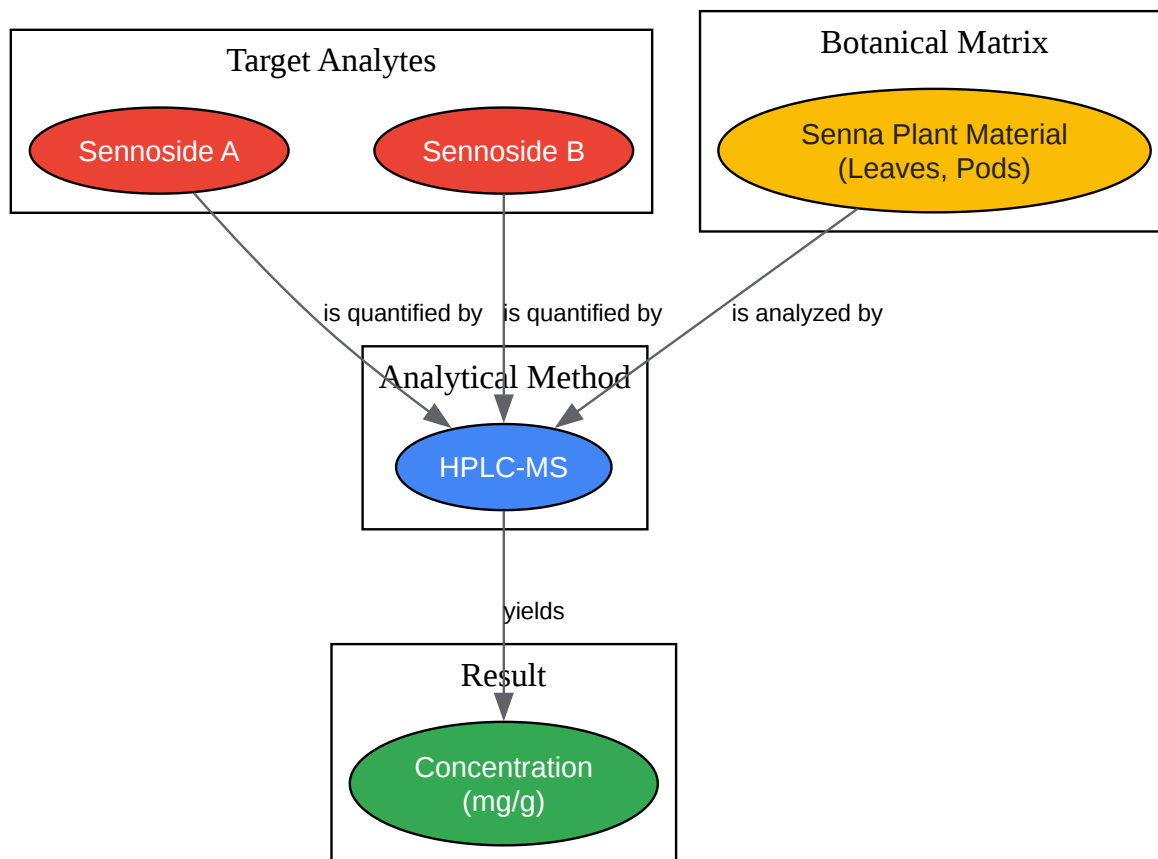 Target Analytes
Botanical Matrix
Sennoside A
Sennoside B
Senna Plant Material
(Leaves, Pods)
is quantified by
is quantified by
is analyzed by
Analytical Method
HPLC-MS
yields
Result
Concentration
(mg/g)